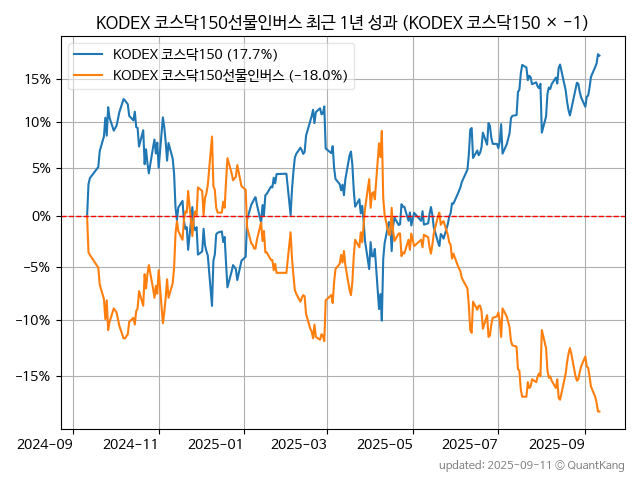 KODEX 코스닥150선물인버스 최근 1년 성과 (KODEX 코스닥150 × −1)
KODEX 코스닥150 (17.7%)
KODEX 코스닥150선물인버스 (−18.0%)
15%
10%
5%
0%
−5%
−10%
−15%
2024-09 2024-11 2025-01 2025-03 2025-05 2025-07 2025-09
updated: 2025-09-11 © QuantKang